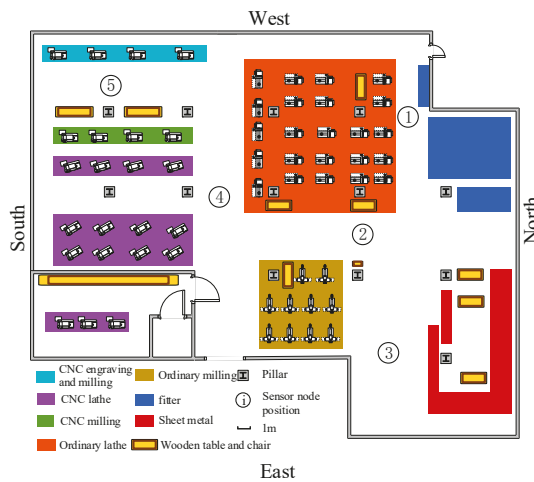 West
⑤
①
④
②
South
North
③
CNC engraving
and milling
Ordinary milling
Pillar
CNC lathe
fitter
ⓘ
Sensor node
position
CNC milling
Sheet metal
1m
Ordinary lathe
Wooden table and chair
East